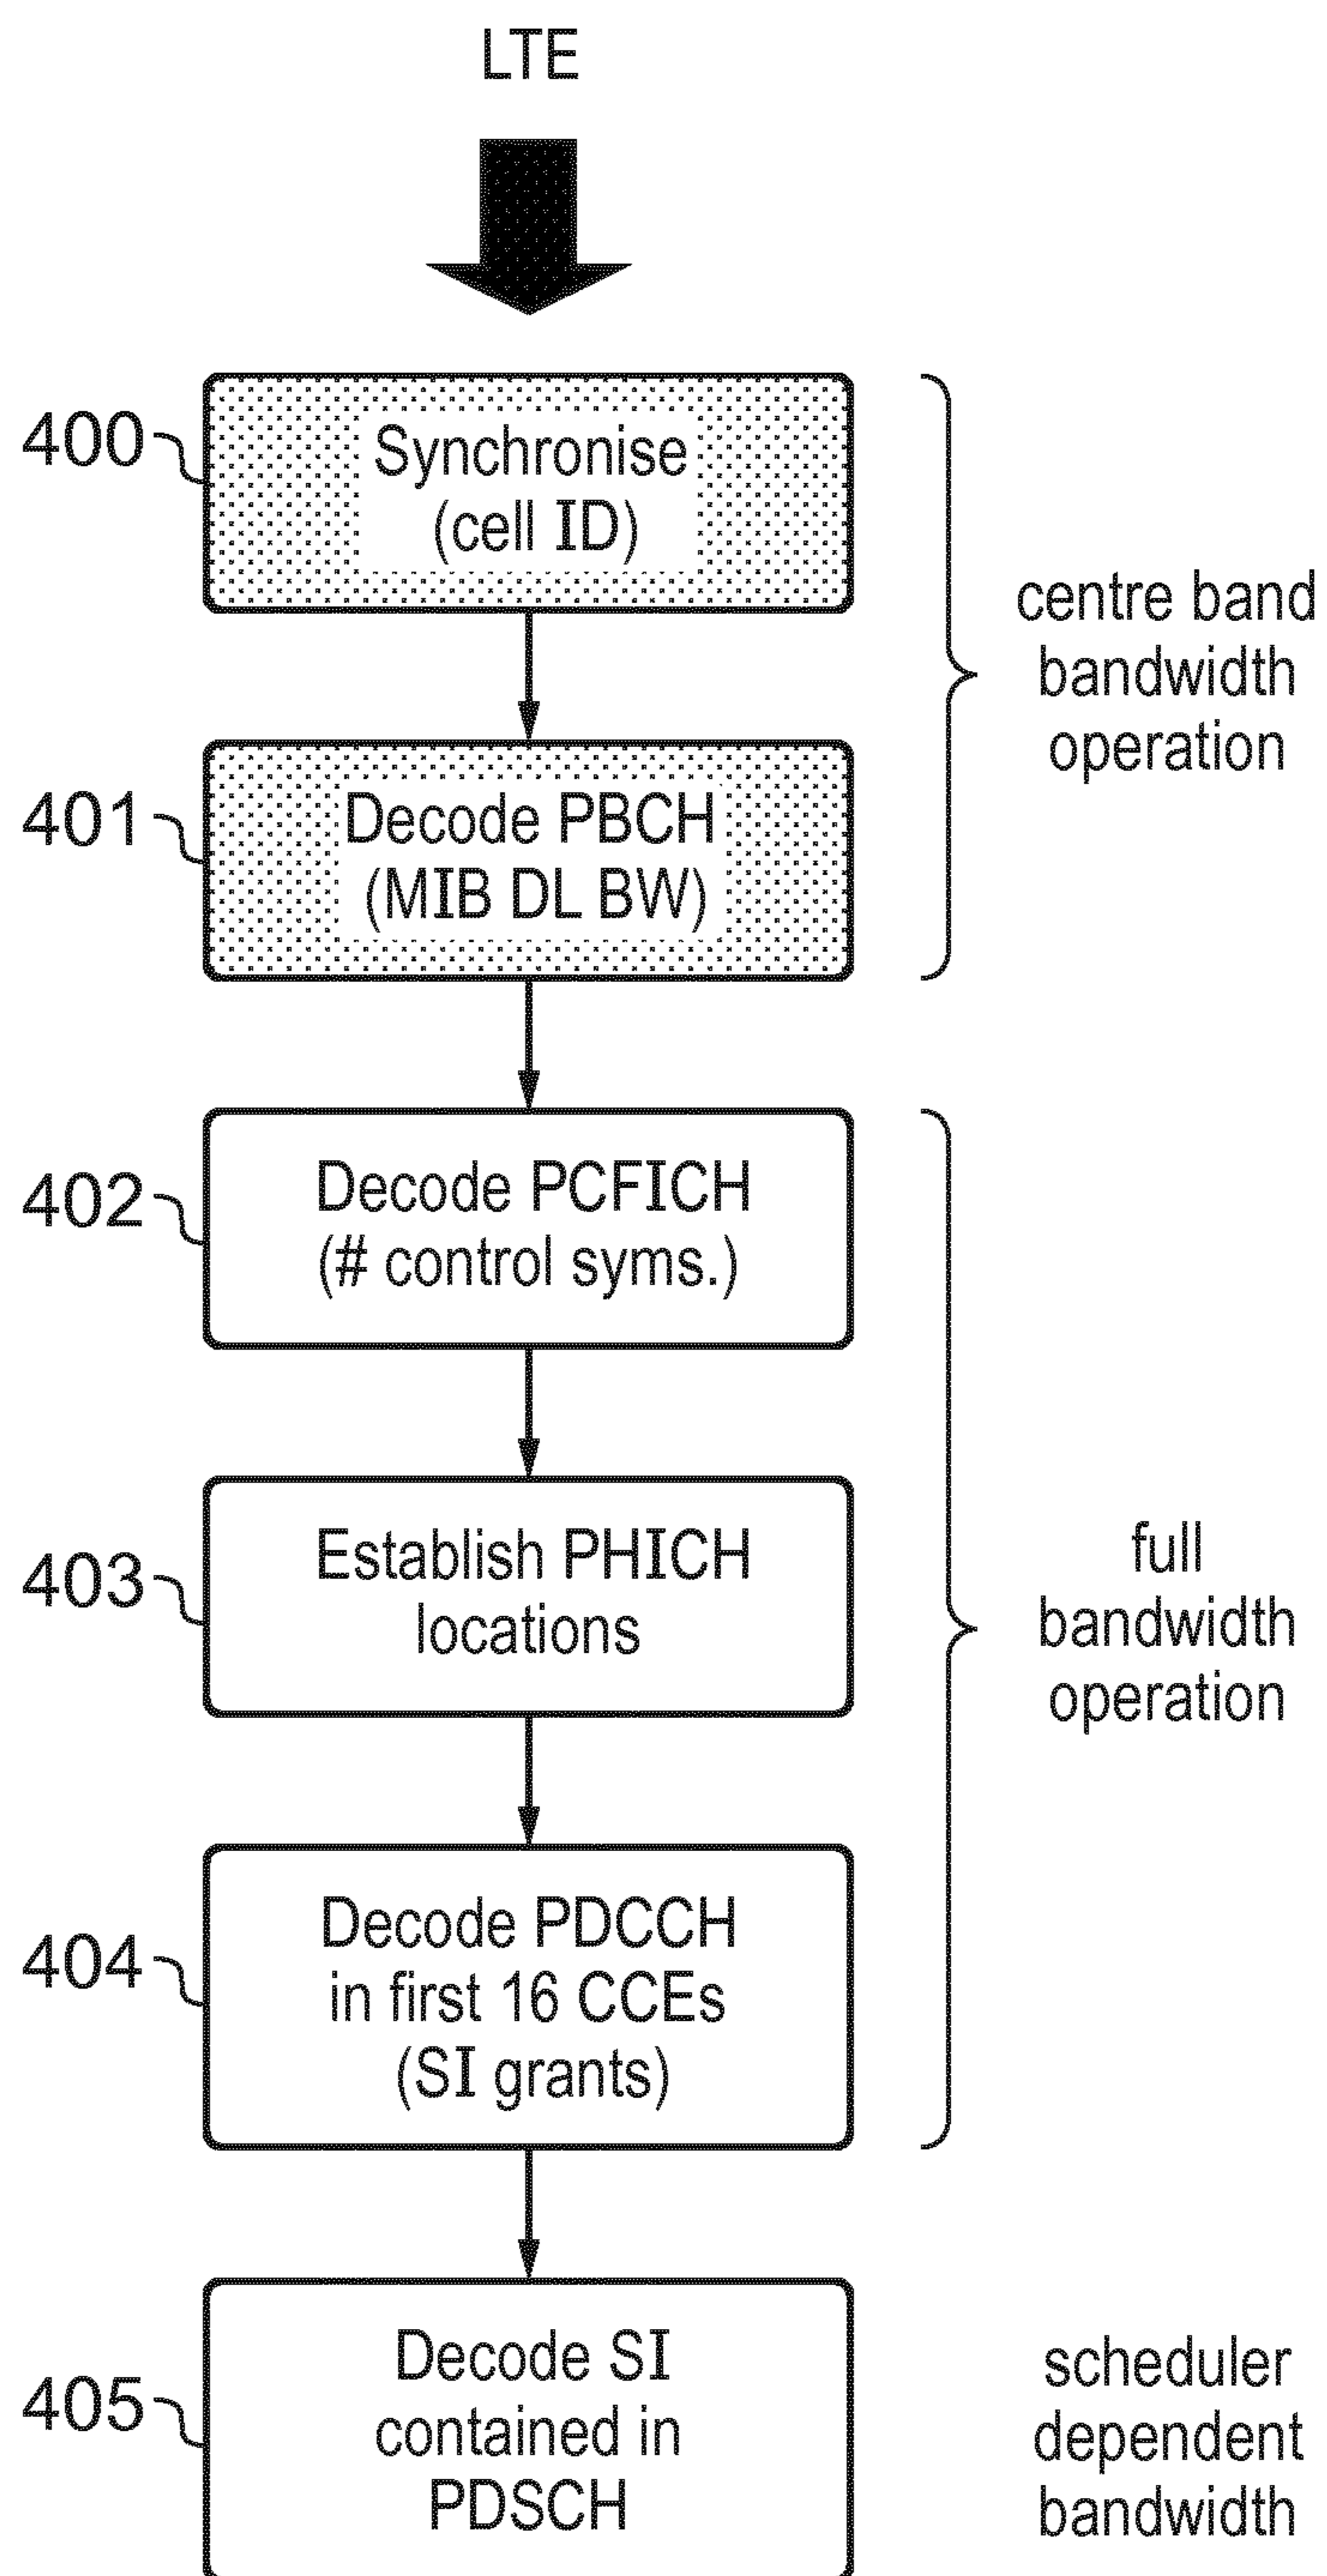 LTE
400
Synchronise
(cell ID)
centre band
bandwidth
operation
401
Decode PBCH
(MIB DL BW)
402
Decode PCFICH
(# control syms.)
403
Establish PHICH
locations
full
bandwidth
operation
404
Decode PDCCH
in first 16 CCEs
(SI grants)
405
Decode SI
contained in
PDSCH
scheduler
dependent
bandwidth